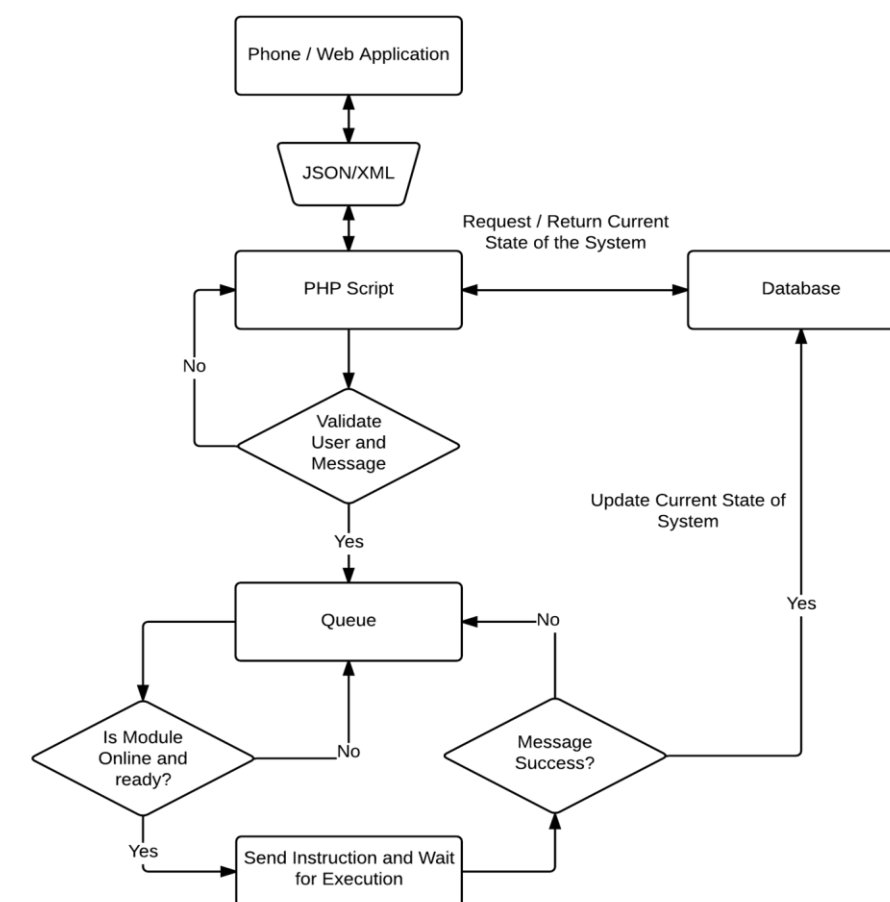 Phone / Web Application
JSON/XML
Request / Return Current
State of the System
PHP Script
Database
No
Validate
User and
Message
Update Current State of
System
Yes
Yes
Queue
No
Is Module
Online and
ready?
No
Message
Success?
Yes
Send Instruction and Wait
for Execution